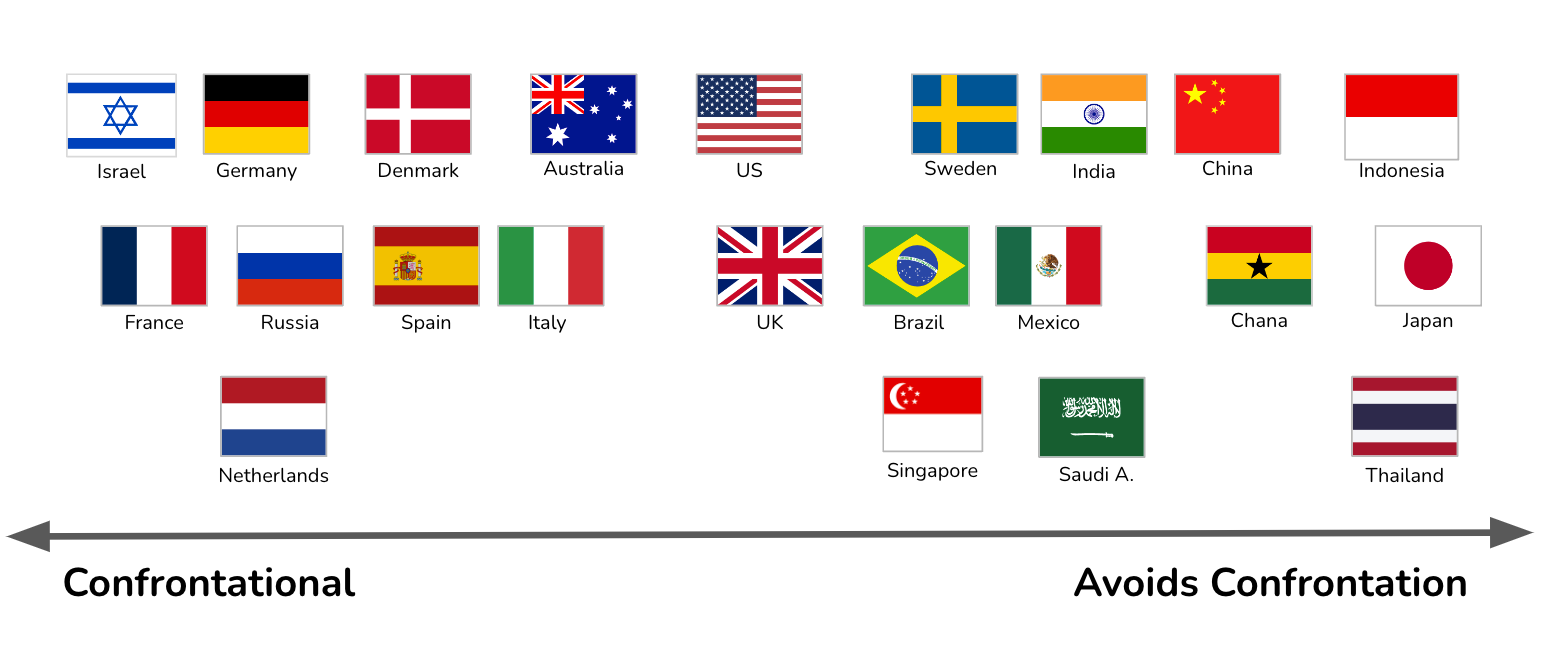 Israel
Germany
Denmark
Australia
US
Sweden
India
China
Indonesia
France
Russia
Spain
Italy
UK
Brazil
Mexico
Chana
Japan
Netherlands
Singapore
Saudi A.
Thailand
Confrontational
Avoids Confrontation